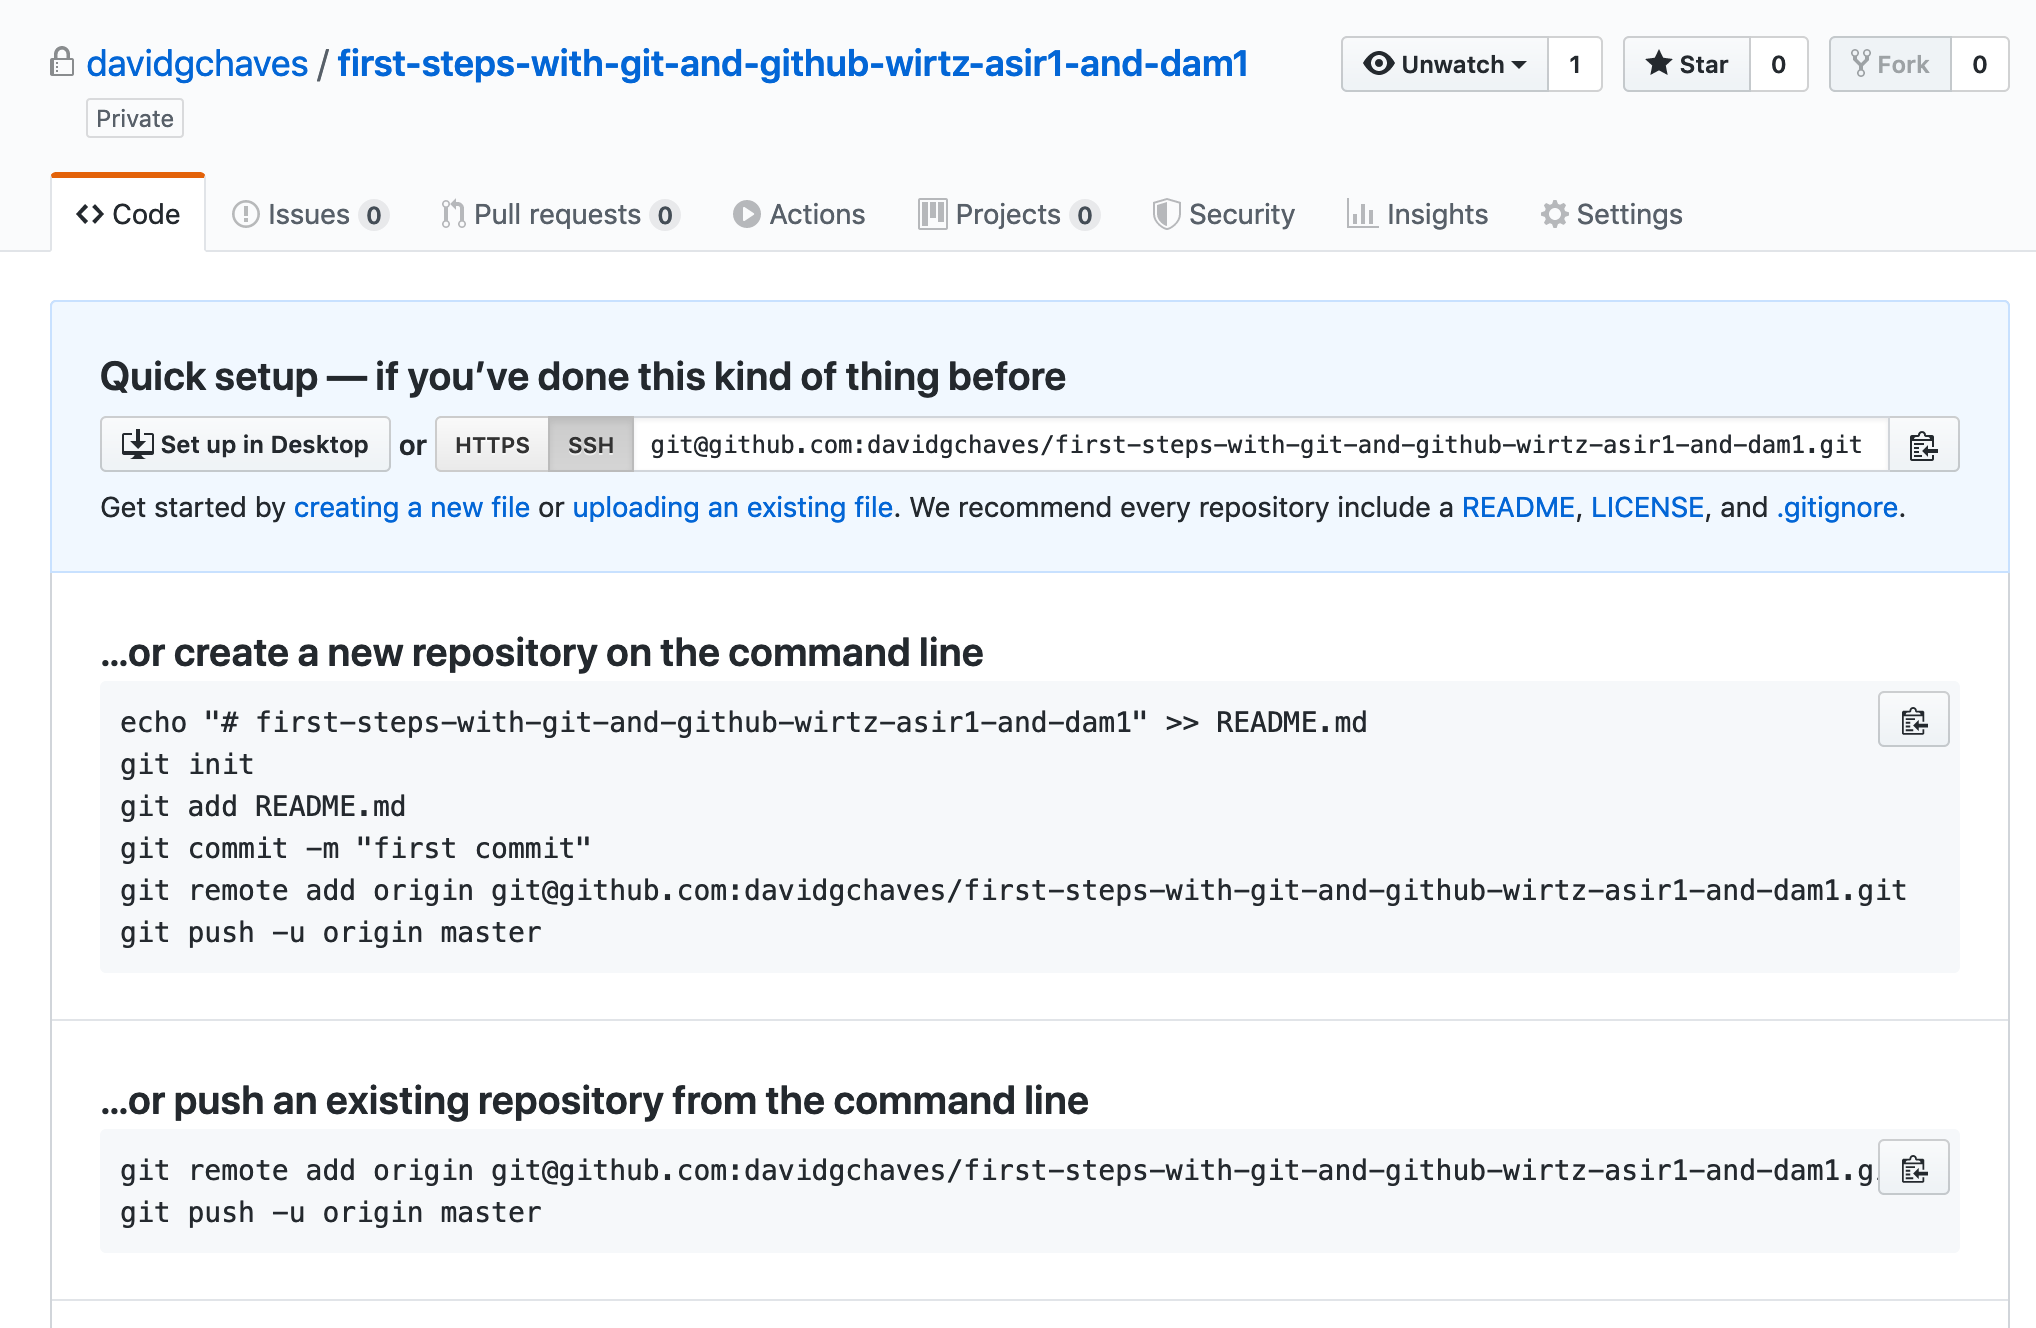 davidgchaves / first-steps-with-git-and-github-wirtz-asir1-and-dam1
Unwatch 1 Star 0 Fork 0
Private
Code Issues 0 Pull requests 0 Actions Projects 0 Security Insights Settings
Quick setup — if you’ve done this kind of thing before
Set up in Desktop or HTTPS SSH git@github.com:davidgchaves/first-steps-with-git-and-github-wirtz-asir1-and-dam1.git
Get started by creating a new file or uploading an existing file. We recommend every repository include a README, LICENSE, and .gitignore.
…or create a new repository on the command line
echo "# first-steps-with-git-and-github-wirtz-asir1-and-dam1" >> README.md
git init
git add README.md
git commit -m "first commit"
git remote add origin git@github.com:davidgchaves/first-steps-with-git-and-github-wirtz-asir1-and-dam1.git
git push -u origin master
…or push an existing repository from the command line
git remote add origin git@github.com:davidgchaves/first-steps-with-git-and-github-wirtz-asir1-and-dam1.g
git push -u origin master